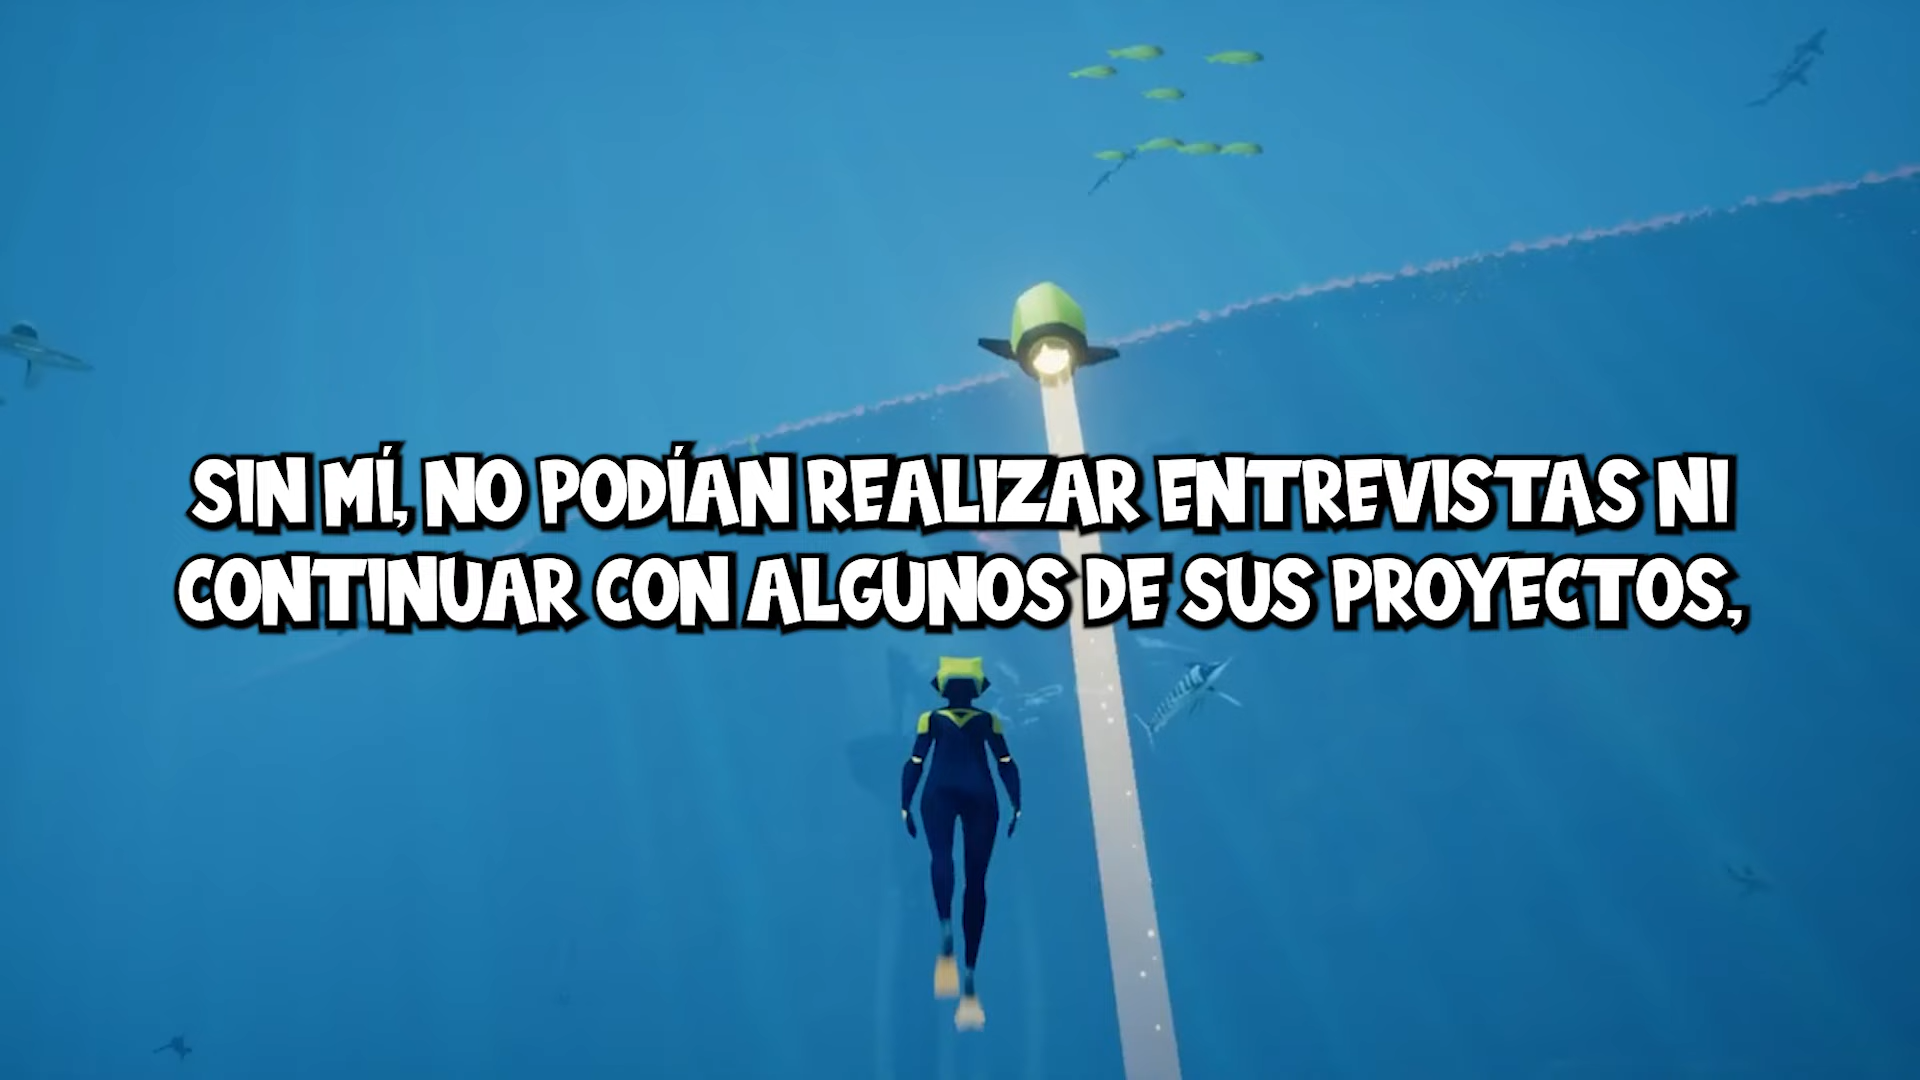 SIN MÍ, NO PODÍAN REALIZAR ENTREVISTAS NI
CONTINUAR CON ALGUNOS DE SUS PROYECTOS,